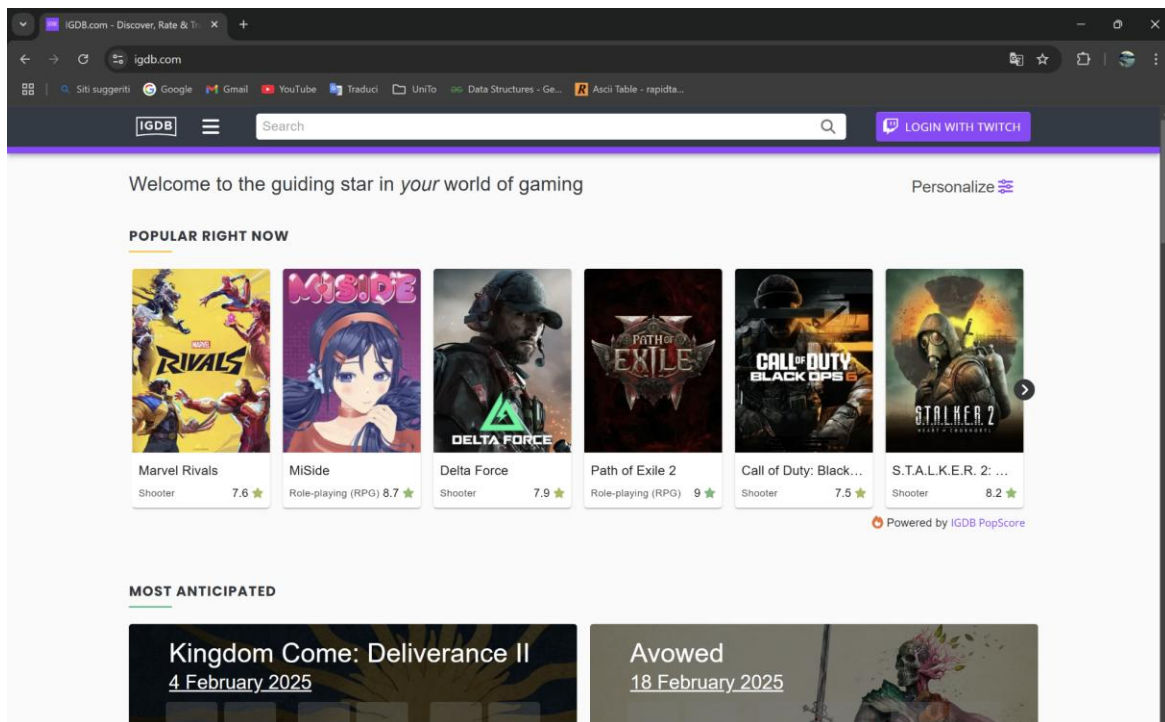 IGDB.com - Discover, Rate & Tr
igdb.com
Siti suggeriti Google Gmail YouTube Traduci UniTo Data Structures - Ge... Ascii Table - rapidta...
IGDB Search LOGIN WITH TWITCH
Welcome to the guiding star in your world of gaming Personalize
POPULAR RIGHT NOW
MARVEL
RIVALS
MiSiDE
DELTA FORCE
PATH OF
EXILE
CALL OF DUTY
BLACK OPS 6
S.T.A.L.K.E.R. 2
HEART OF CHORNOBYL
Marvel Rivals MiSide Delta Force Path of Exile 2 Call of Duty: Black... S.T.A.L.K.E.R. 2: ...
Shooter 7.6 Role-playing (RPG) 8.7 Shooter 7.9 Role-playing (RPG) 9 Shooter 7.5 Shooter 8.2
Powered by IGDB PopScore
MOST ANTICIPATED
Kingdom Come: Deliverance II Avowed
4 February 2025 18 February 2025